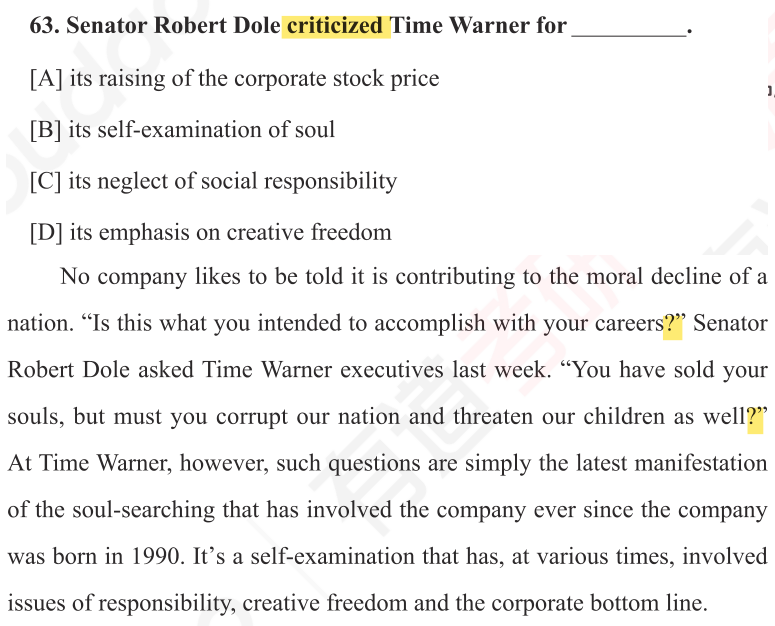 63. Senator Robert Dole criticized Time Warner for __________.
[A] its raising of the corporate stock price
[B] its self-examination of soul
[C] its neglect of social responsibility
[D] its emphasis on creative freedom
No company likes to be told it is contributing to the moral decline of a
nation. “Is this what you intended to accomplish with your careers?” Senator
Robert Dole asked Time Warner executives last week. “You have sold your
souls, but must you corrupt our nation and threaten our children as well?”
At Time Warner, however, such questions are simply the latest manifestation
of the soul-searching that has involved the company ever since the company
was born in 1990. It’s a self-examination that has, at various times, involved
issues of responsibility, creative freedom and the corporate bottom line.
有道考研